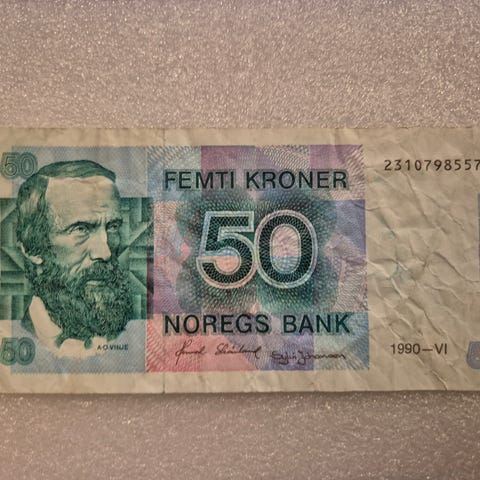 50
FEMTI KRONER
2310798557
50
NOREGS BANK
A·O·VINJE
1990—VI
50